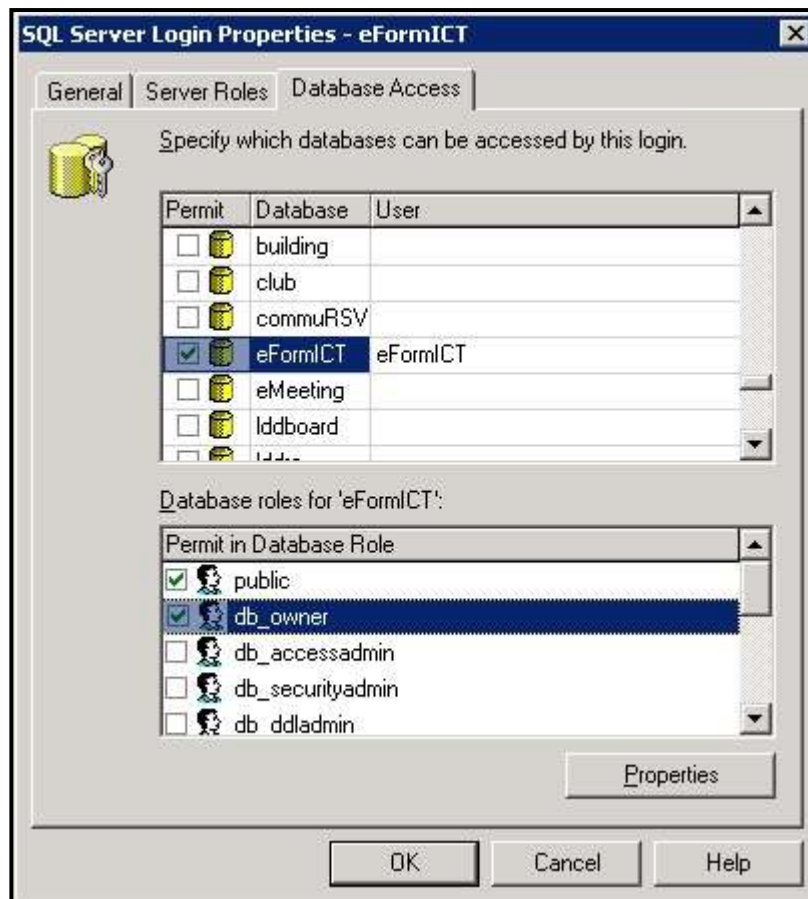 SQL Server Login Properties - eFormICT
General Server Roles Database Access
Specify which databases can be accessed by this login.
Permit Database User
building
club
commuRSV
eFormICT eFormICT
eMeeting
lddboard
Database roles for 'eFormICT':
Permit in Database Role
public
db_owner
db_accessadmin
db_securityadmin
db_ddladmin
Properties
OK Cancel Help